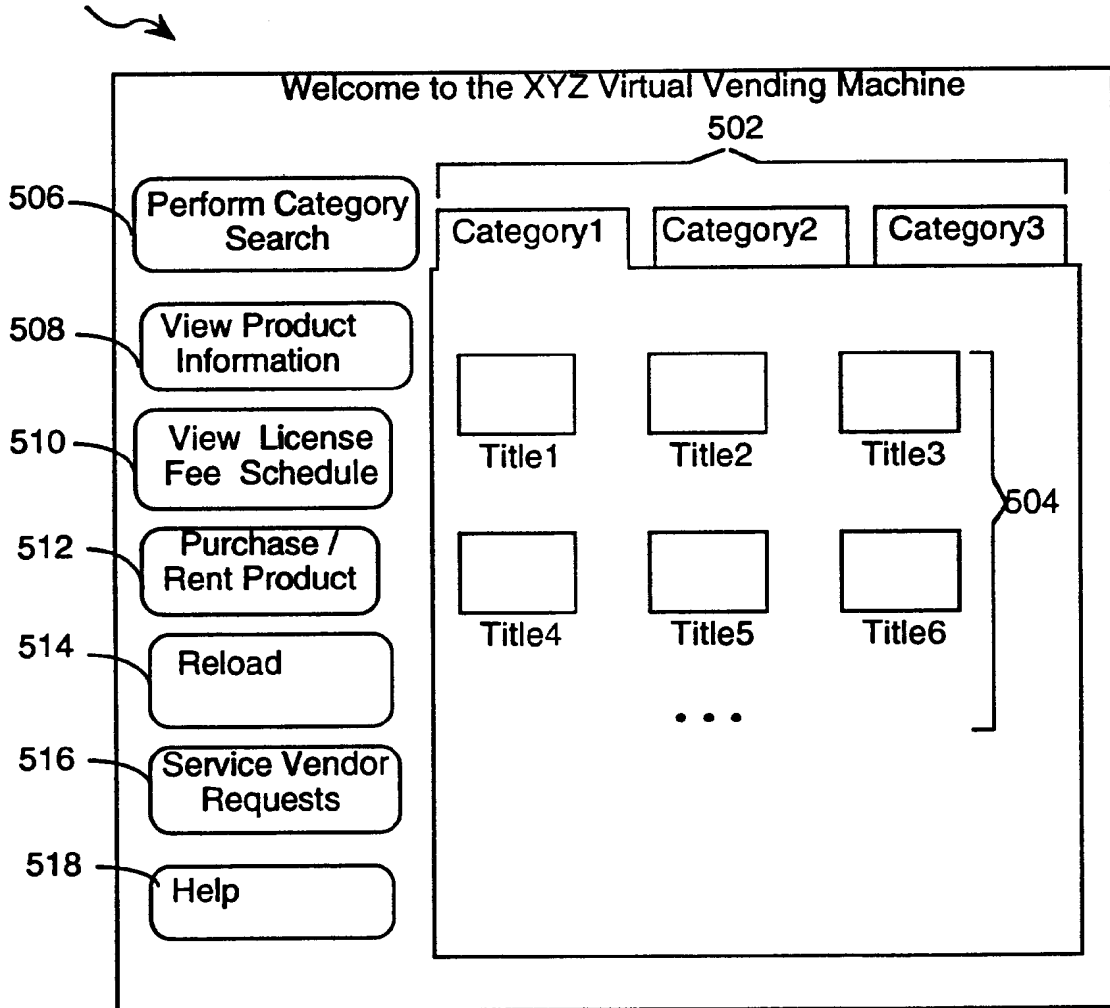 Welcome to the XYZ Virtual Vending Machine
502
506
Perform Category
Search
Category1
Category2
Category3
508
View Product
Information
510
View License
Fee Schedule
Title1
Title2
Title3
504
512
Purchase /
Rent Product
Title4
Title5
Title6
514
Reload
• • •
516
Service Vendor
Requests
518
Help